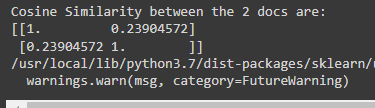 Cosine Similarity between the 2 docs are:
[[1.         0.23904572]
 [0.23904572 1.        ]]
/usr/local/lib/python3.7/dist-packages/sklearn/
  warnings.warn(msg, category=FutureWarning)